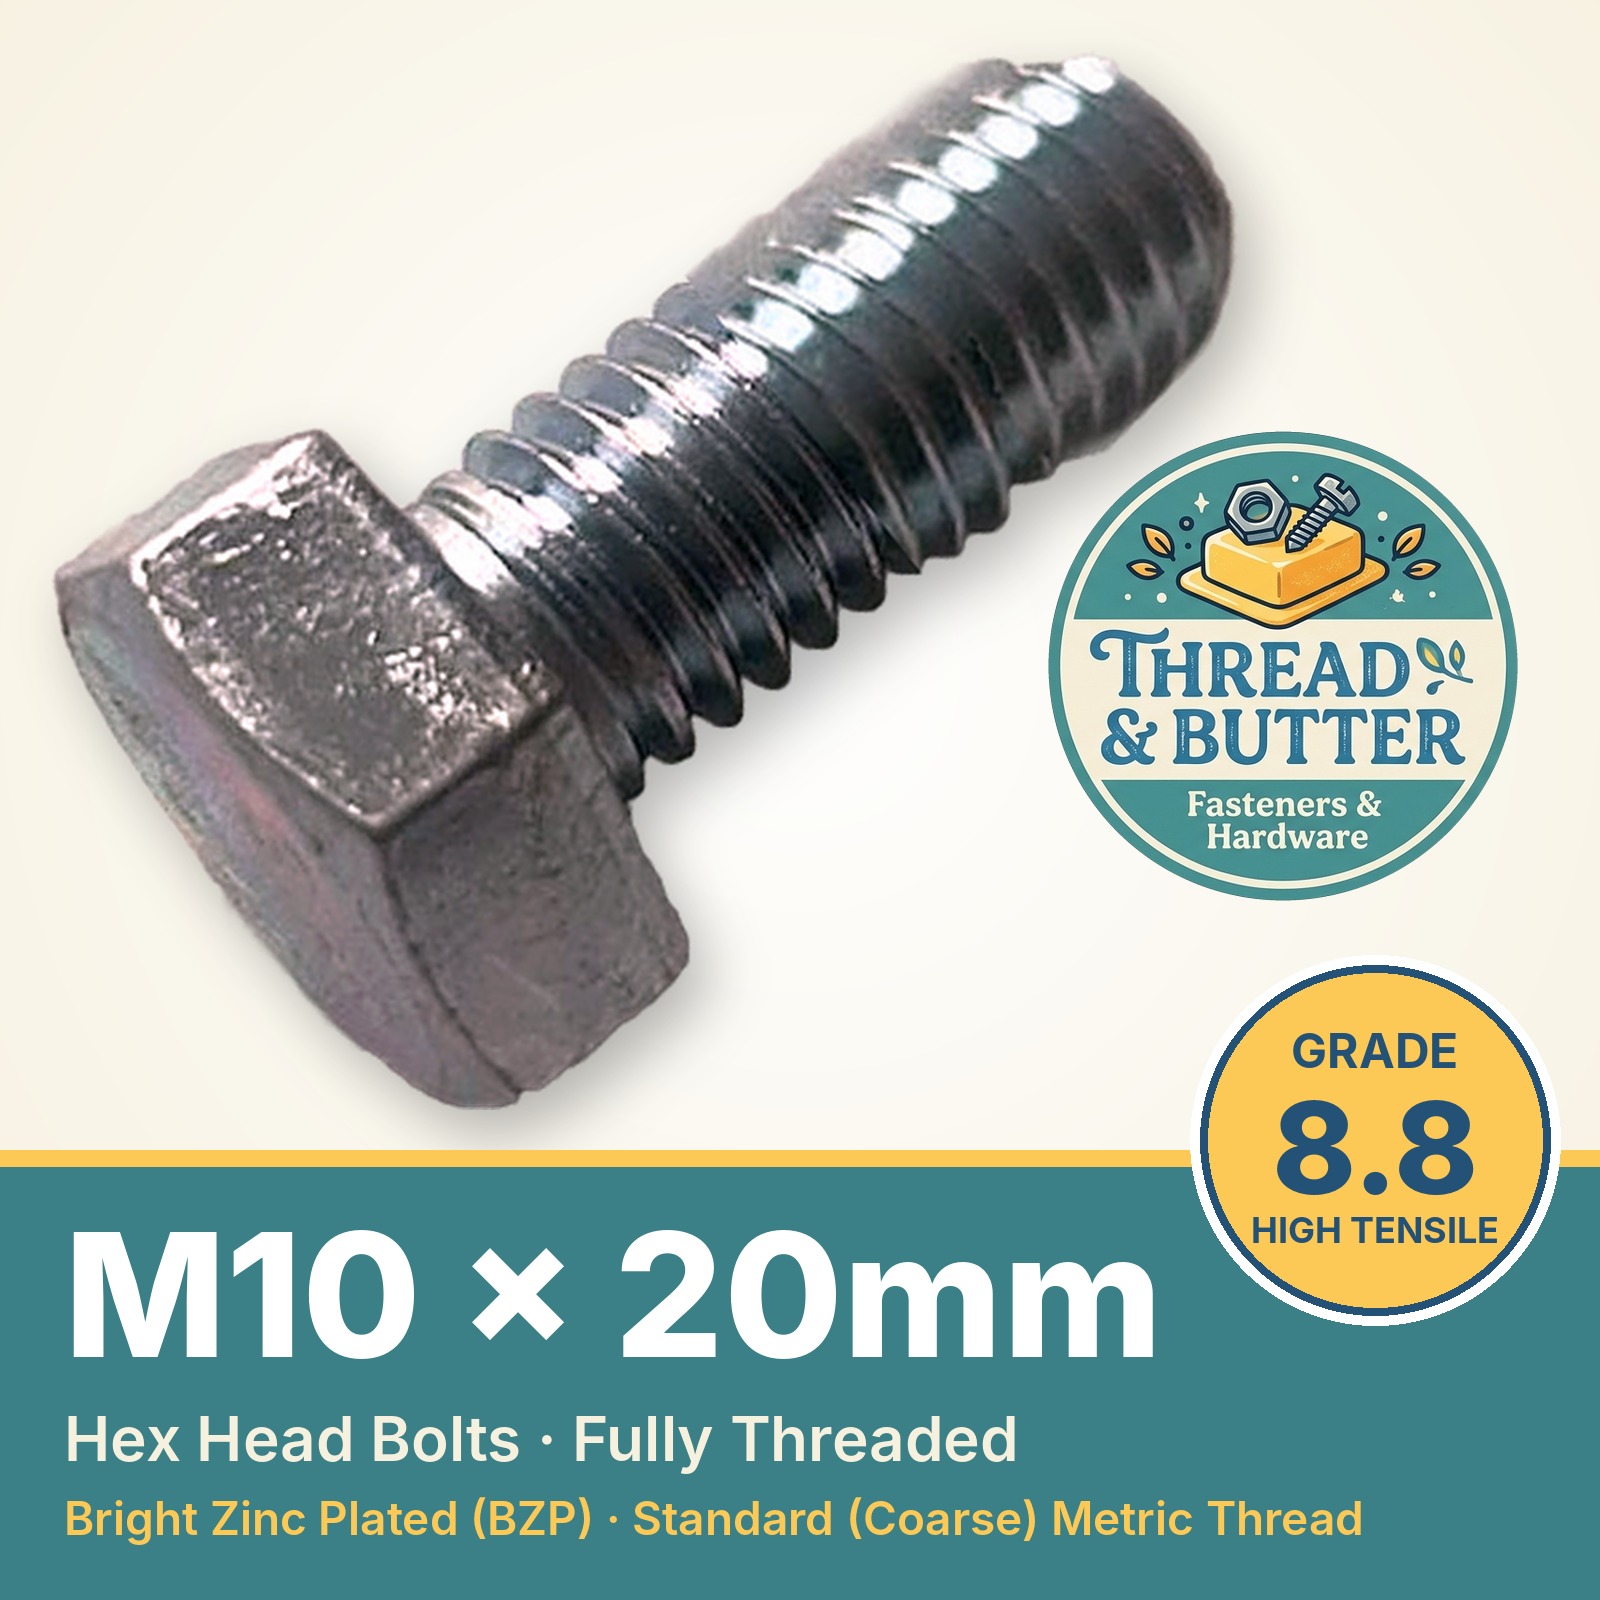 THREAD
& BUTTER
Fasteners &
Hardware
GRADE
8.8
HIGH TENSILE
M10 × 20mm
Hex Head Bolts · Fully Threaded
Bright Zinc Plated (BZP) · Standard (Coarse) Metric Thread